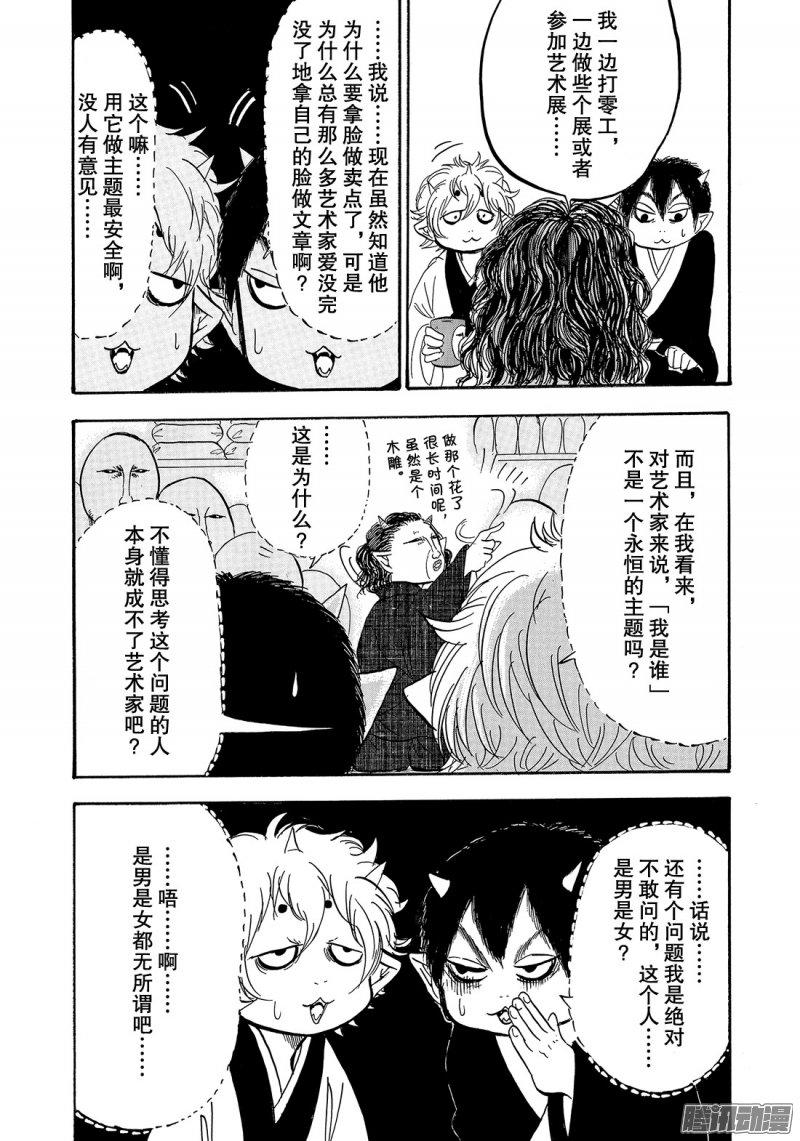 我一边打零工，
一边做些个展或者
参加艺术展……
……我说……现在虽然知道他
为什么要拿脸做卖点了，可是
为什么总有那么多艺术家爱没完
没了地拿自己的脸做文章啊？
这个嘛……
用它做主题最安全啊，
没人有意见……
而且，在我看来，
对艺术家来说，「我是谁」
不是一个永恒的主题吗？
做那个花了
很长时间呢，
虽然是个
木雕。
……
这是为什么？
不懂得思考这个问题的人
本身就成不了艺术家吧？
……话说……
还有个问题我是绝对
不敢问的，这个人……
是男是女？
……唔……啊……
是男是女都无所谓吧……
腾讯动漫